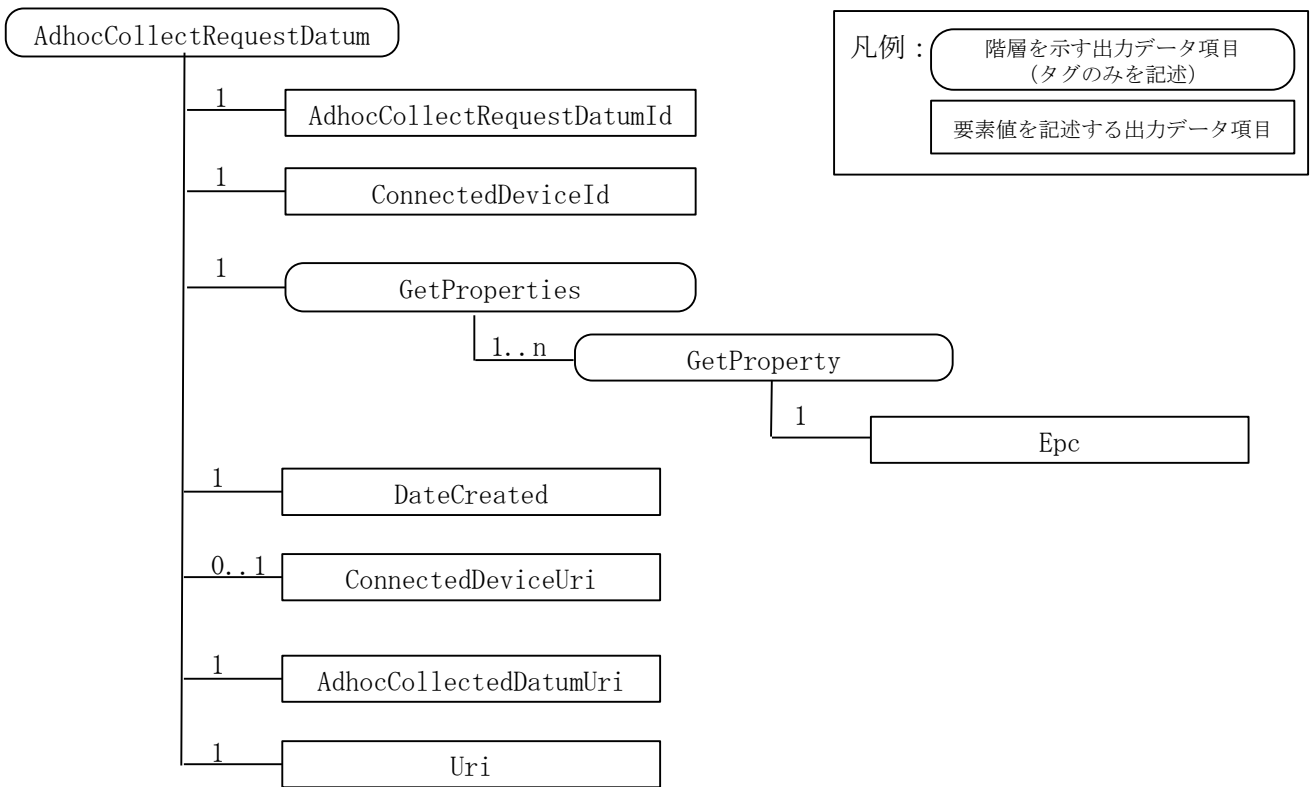 AdhocCollectRequestDatum
凡例：
階層を示す出力データ項目
（タグのみを記述）
要素値を記述する出力データ項目
1
AdhocCollectRequestDatumId
1
ConnectedDeviceId
1
GetProperties
1..n
GetProperty
1
Epc
1
DateCreated
0..1
ConnectedDeviceUri
1
AdhocCollectedDatumUri
1
Uri